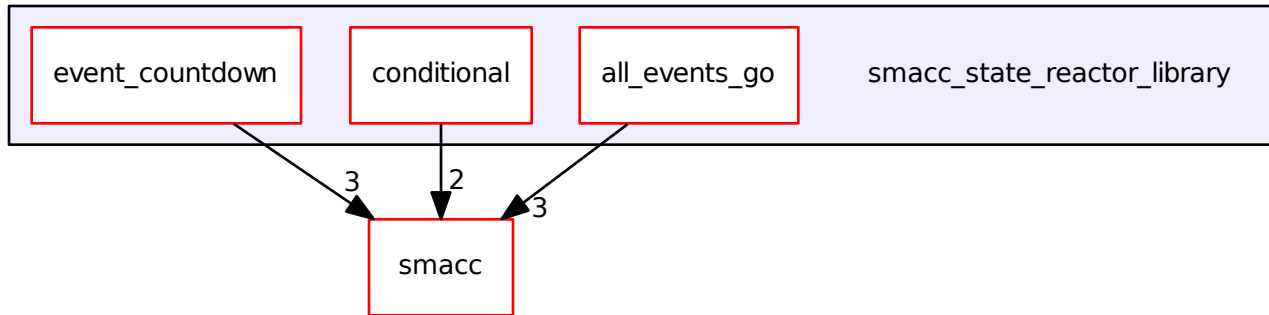 event_countdown
conditional
all_events_go
smacc_state_reactor_library
3
2
3
smacc